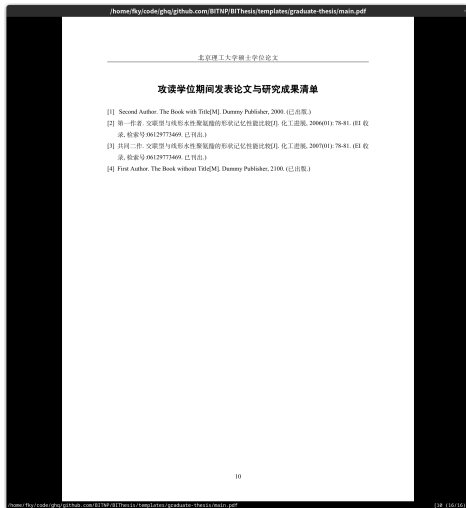 /home/fky/code/ghq/github.com/BITNP/BIThesis/templates/graduate-thesis/main.pdf
北京理工大学硕士学位论文
攻读学位期间发表论文与研究成果清单
[1] Second Author. The Book with Title[M]. Dummy Publisher, 2000. (已出版.)
[2] 第一作者. 交联型与线形水性聚氨酯的形状记忆性能比较[J]. 化工进展, 2006(01): 78-81. (EI 收
录, 检索号:06129773469. 已刊出.)
[3] 共同二作. 交联型与线形水性聚氨酯的形状记忆性能比较[J]. 化工进展, 2007(01): 78-81. (EI 收
录, 检索号:06129773469. 已刊出.)
[4] First Author. The Book without Title[M]. Dummy Publisher, 2100. (已出版.)
10
/home/fky/code/ghq/github.com/BITNP/BIThesis/templates/graduate-thesis/main.pdf [10 (16/16)]